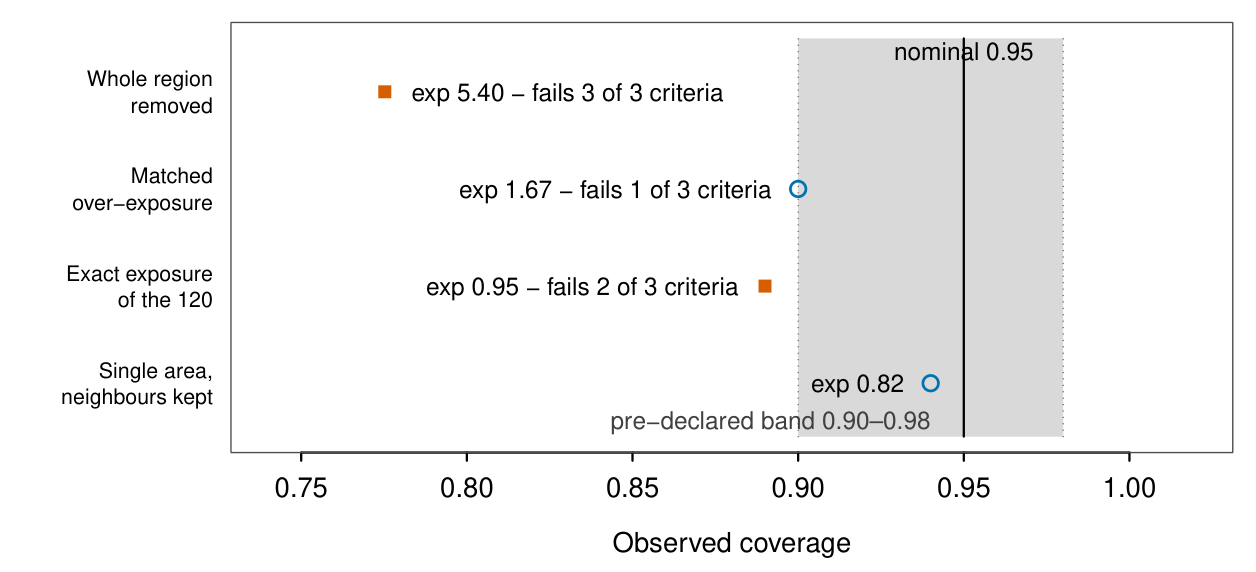 nominal 0.95
Whole region
removed
exp 5.40 − fails 3 of 3 criteria
Matched
over−exposure
exp 1.67 − fails 1 of 3 criteria
Exact exposure
of the 120
exp 0.95 − fails 2 of 3 criteria
Single area,
neighbours kept
exp 0.82
pre−declared band 0.90–0.98
0.75 0.80 0.85 0.90 0.95 1.00
Observed coverage